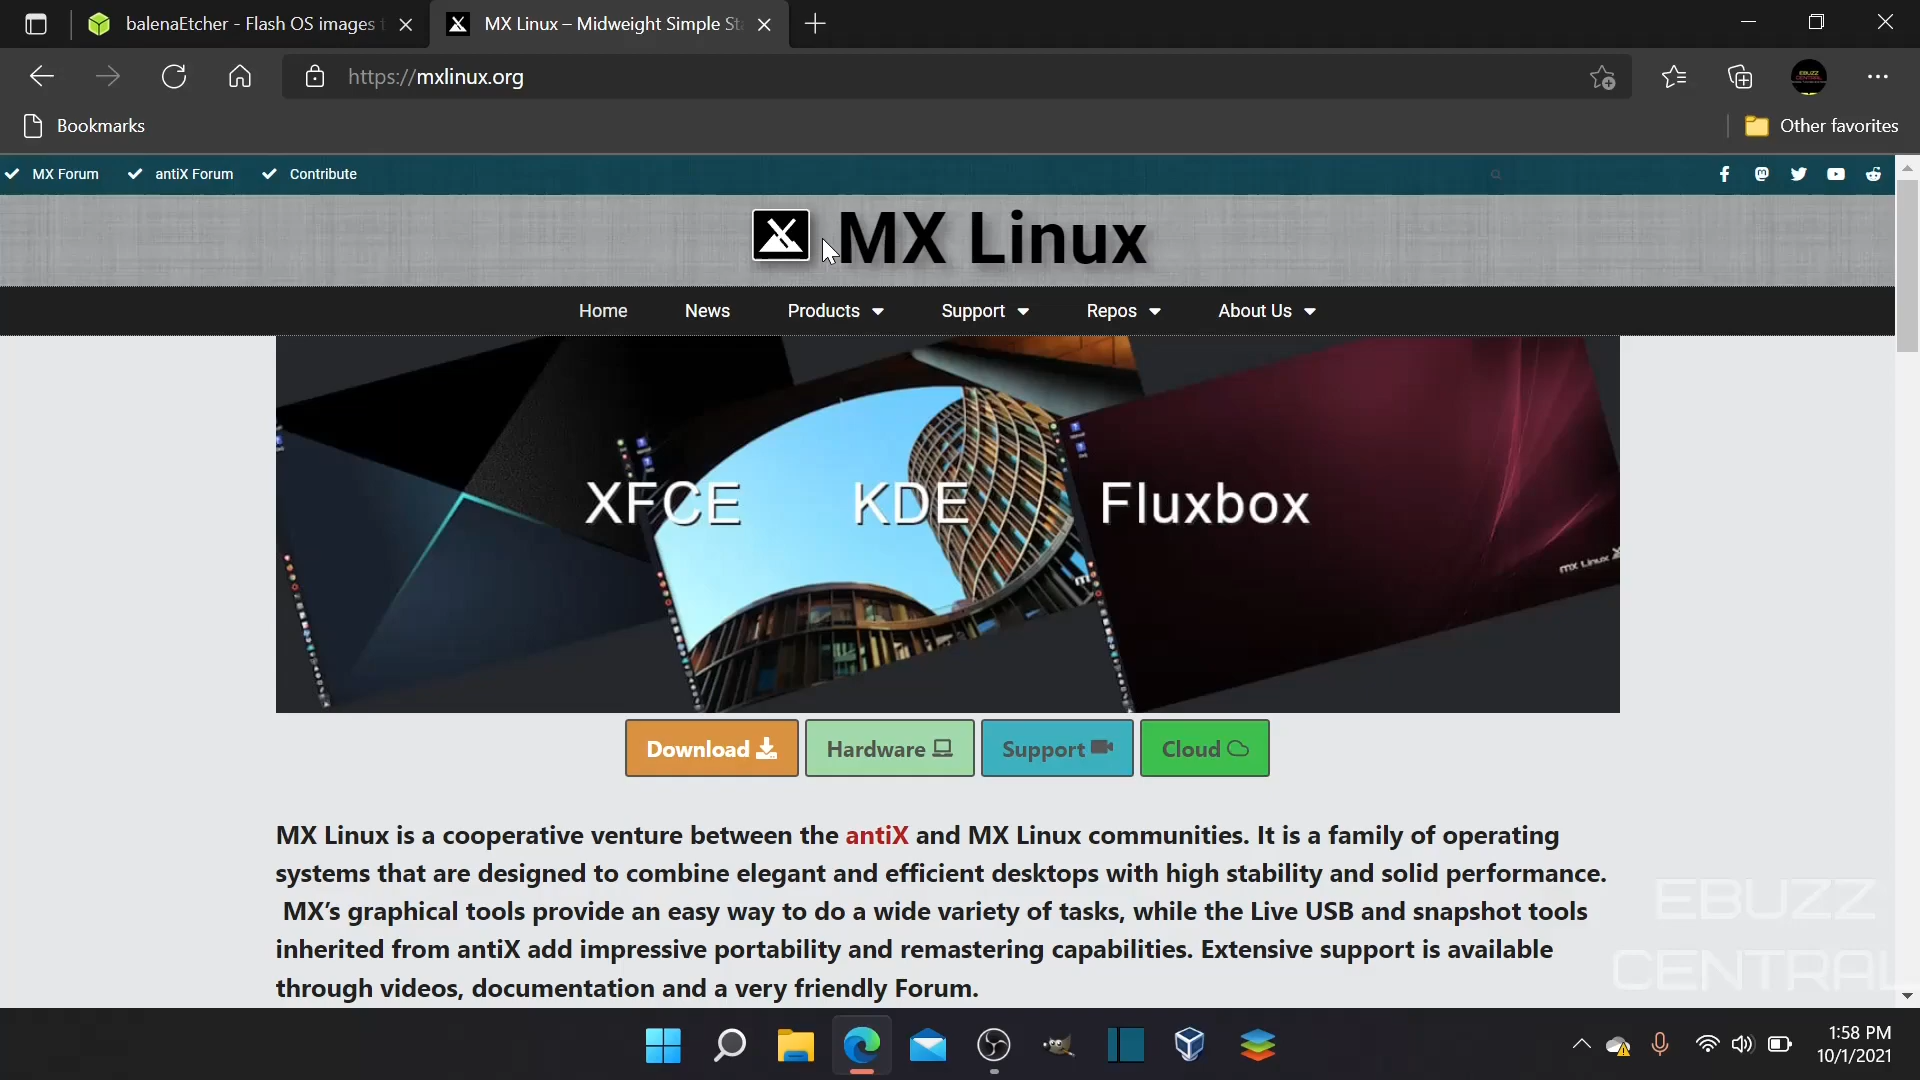 balenaEtcher - Flash OS images t
MX Linux – Midweight Simple Sta
https://mxlinux.org
Bookmarks
Other favorites
MX Forum
antiX Forum
Contribute
MX Linux
Home
News
Products
Support
Repos
About Us
XFCE
KDE
Fluxbox
mx Linux
Download
Hardware
Support
Cloud
MX Linux is a cooperative venture between the antiX and MX Linux communities. It is a family of operating
systems that are designed to combine elegant and efficient desktops with high stability and solid performance.
MX’s graphical tools provide an easy way to do a wide variety of tasks, while the Live USB and snapshot tools
inherited from antiX add impressive portability and remastering capabilities. Extensive support is available
through videos, documentation and a very friendly Forum.
EBUZZ
CENTRAL
1:58 PM
10/1/2021